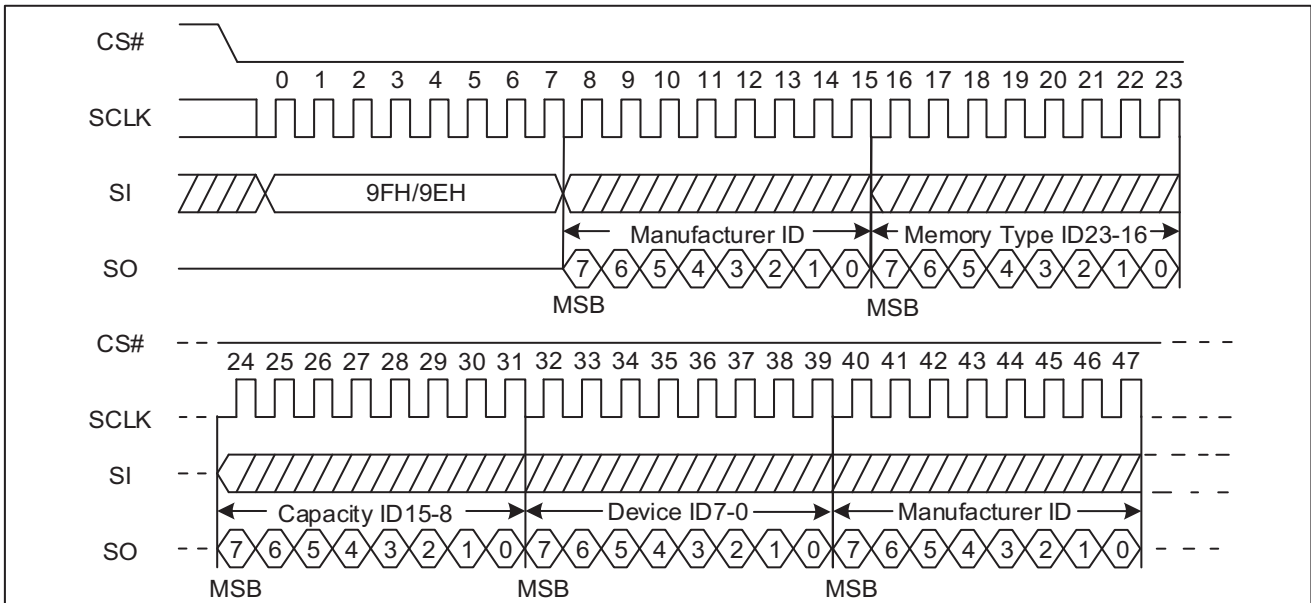 CS#
0 1 2 3 4 5 6 7 8 9 10 11 12 13 14 15 16 17 18 19 20 21 22 23
SCLK
SI 9FH/9EH
Manufacturer ID Memory Type ID23-16
SO 7 6 5 4 3 2 1 0 7 6 5 4 3 2 1 0
MSB MSB
CS#
24 25 26 27 28 29 30 31 32 33 34 35 36 37 38 39 40 41 42 43 44 45 46 47
SCLK
SI
Capacity ID15-8 Device ID7-0 Manufacturer ID
SO 7 6 5 4 3 2 1 0 7 6 5 4 3 2 1 0 7 6 5 4 3 2 1 0
MSB MSB MSB